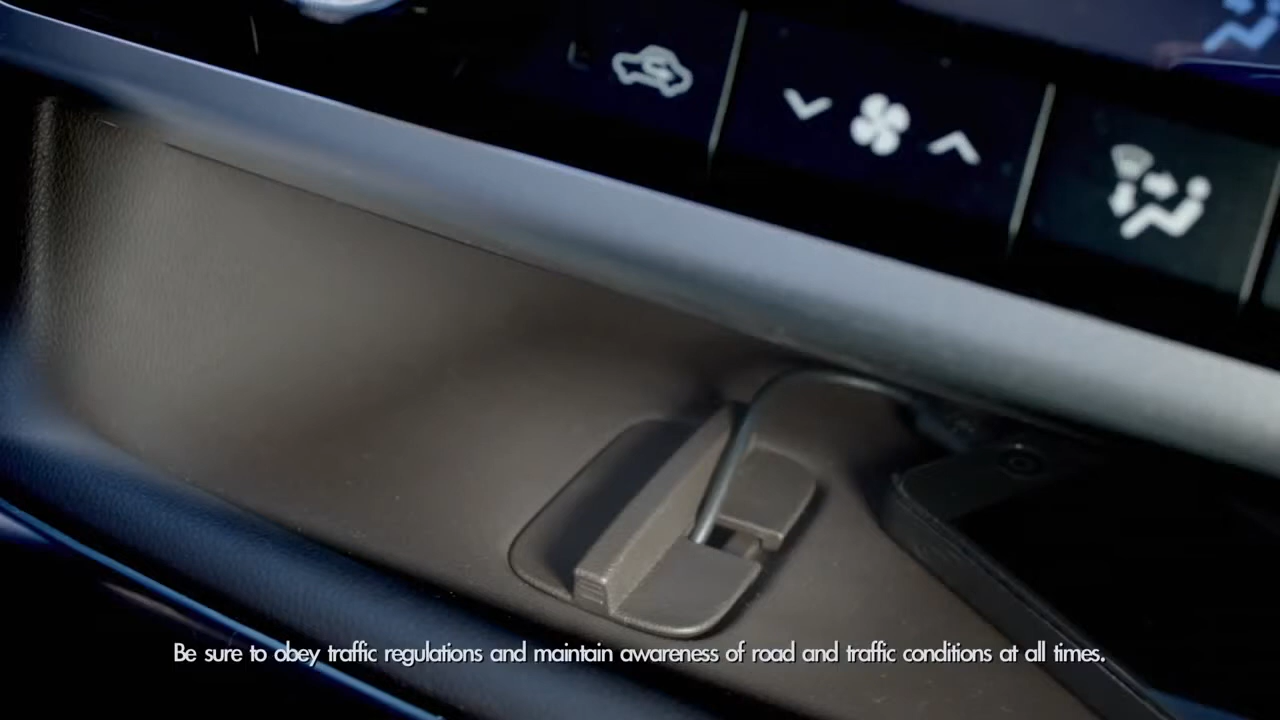 Be sure to obey traffic regulations and maintain awareness of road and traffic conditions at all times.